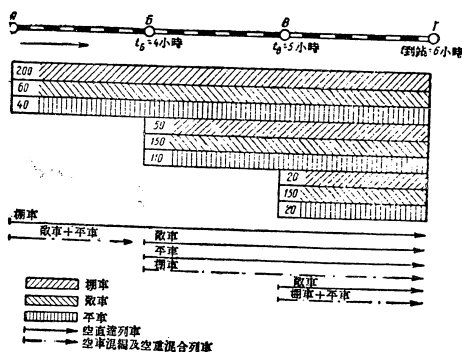 А Б В Г
t_Б=4小時 t_В=5小時 t到站=6小時
200
60
40
50
150
110
20
150
20
棚車
敞車+平車
敞車
平車
棚車
敞車
棚車+平車
棚車
敞車
平車
空直達列車
空車混編及空重混合列車